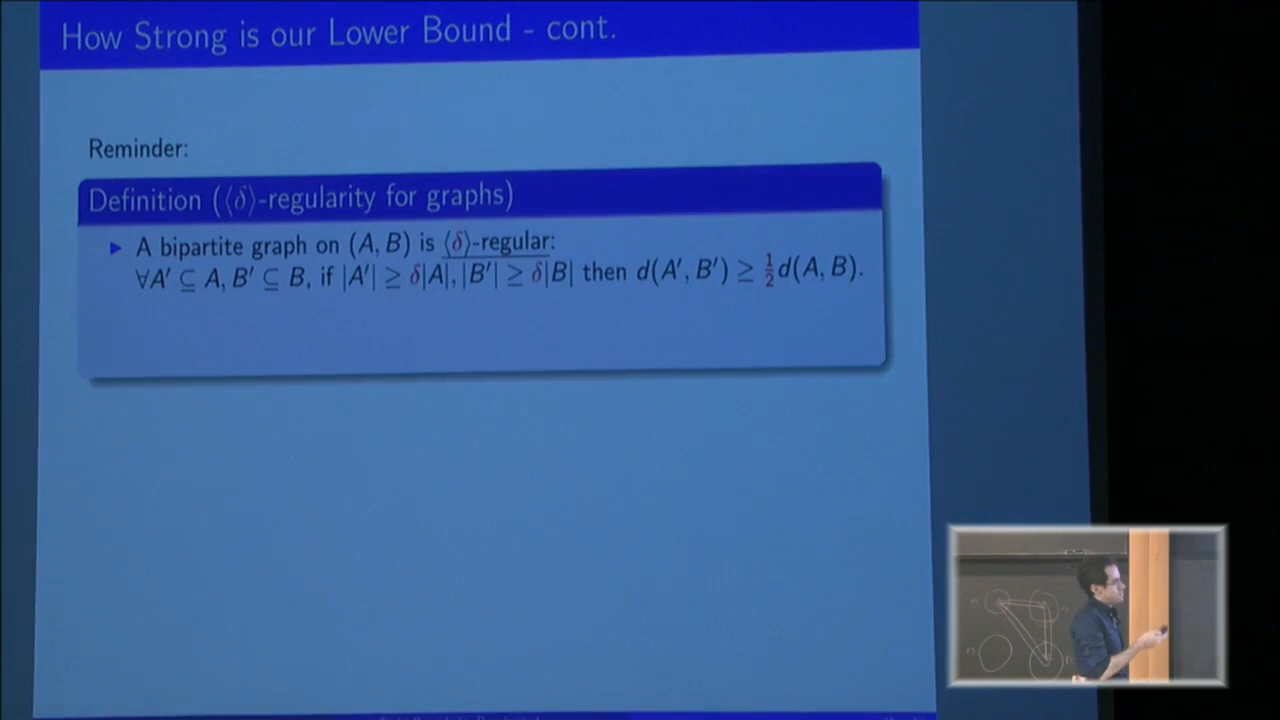 How Strong is our Lower Bound - cont.
Reminder:
Definition (⟨δ⟩-regularity for graphs)
▶ A bipartite graph on (A, B) is ⟨δ⟩-regular:
∀A′ ⊆ A, B′ ⊆ B, if |A′| ≥ δ|A|, |B′| ≥ δ|B| then d(A′, B′) ≥ ½d(A, B).